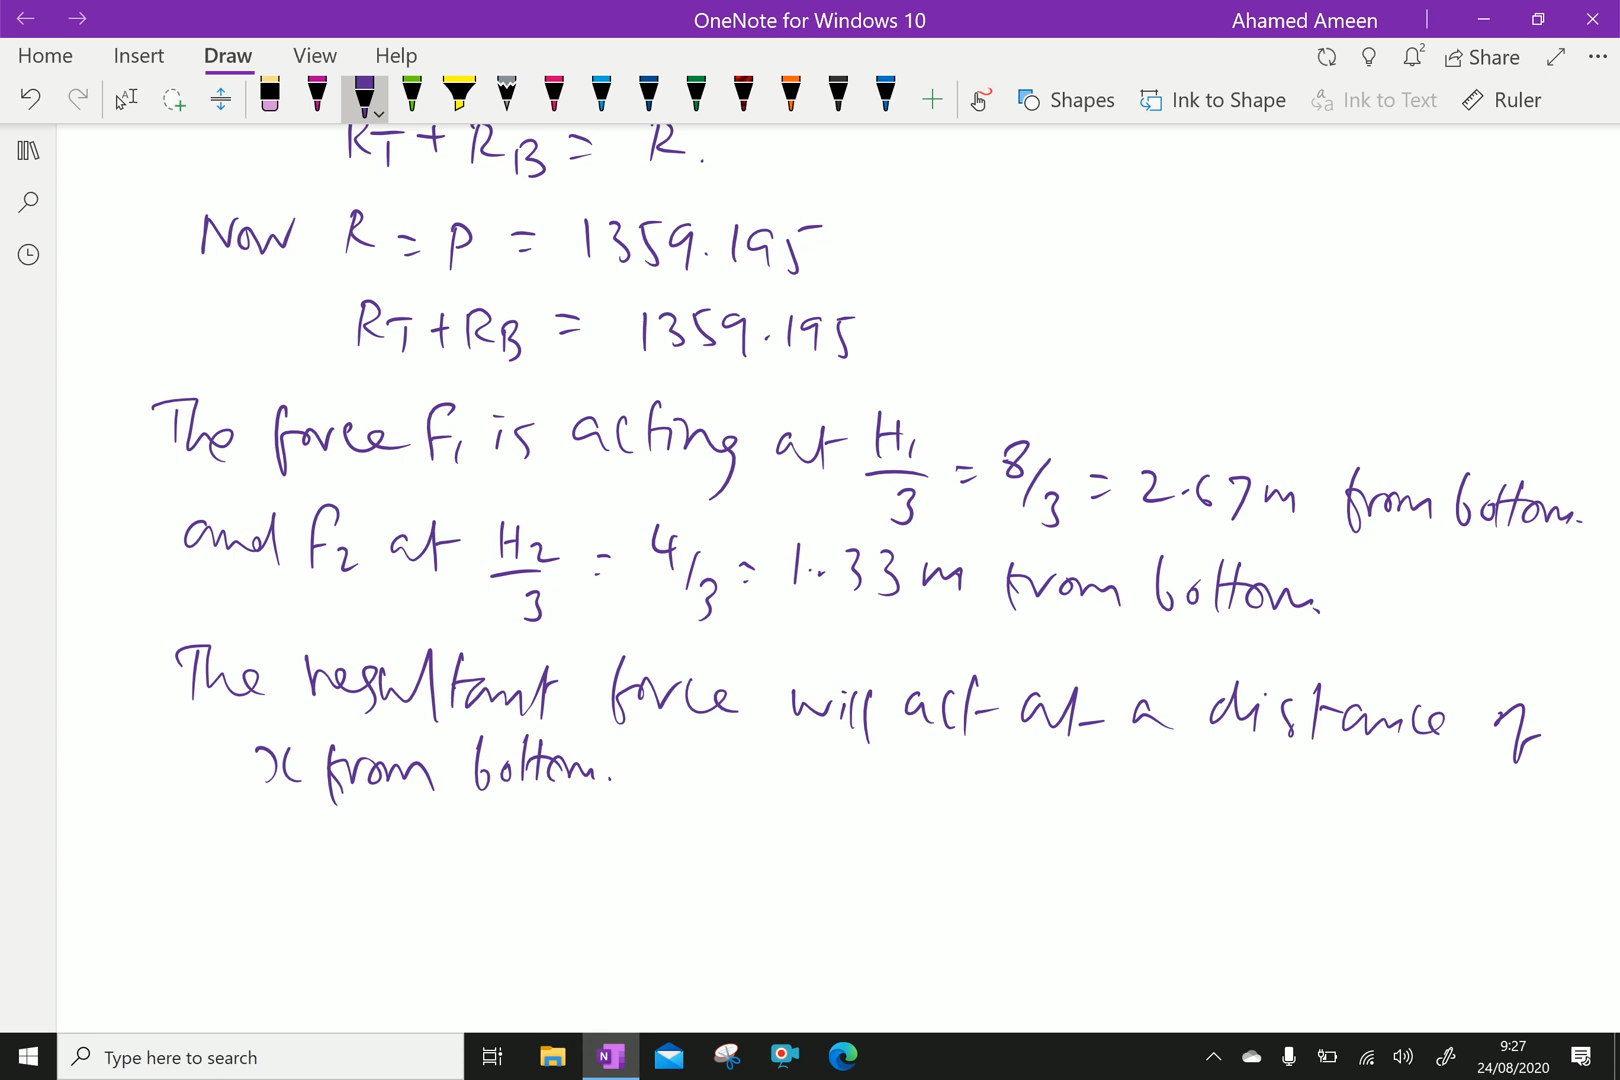 OneNote for Windows 10
Ahamed Ameen
Home Insert Draw View Help
2
Share
Shapes Ink to Shape Ink to Text Ruler
RT + RB = R.
Now R = P = 1359.195
RT + RB = 1359.195
The force F1 is acting at H1/3 = 8/3 = 2.67m from bottom.
and F2 at H2/3 = 4/3 = 1.33 m from bottom.
The resultant force will act at a distance of
x from bottom.
Type here to search
9:27
24/08/2020